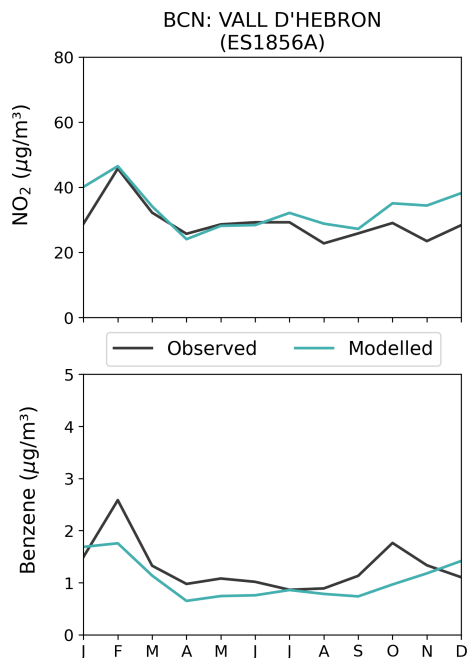 BCN: VALL D'HEBRON
(ES1856A)
NO₂ (μg/m³)
80
60
40
20
0
Observed
Modelled
Benzene (μg/m³)
5
4
3
2
1
0
J F M A M J J A S O N D